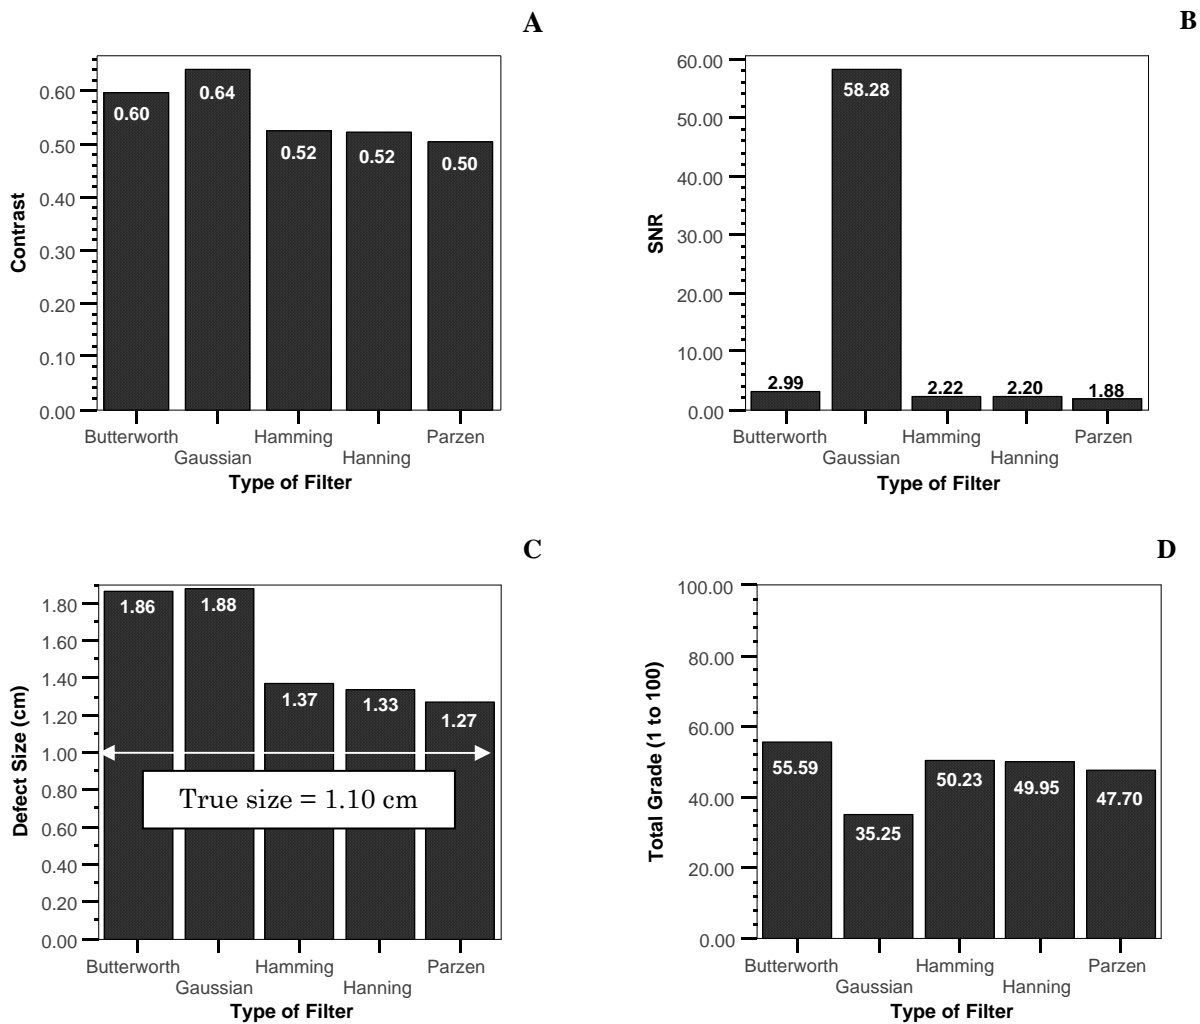 A
0.60
0.50
0.40
0.30
0.20
0.10
0.00
Contrast
0.60
0.64
0.52
0.52
0.50
Butterworth
Gaussian
Hamming
Hanning
Parzen
Type of Filter
B
60.00
50.00
40.00
30.00
20.00
10.00
0.00
SNR
2.99
58.28
2.22
2.20
1.88
Butterworth
Gaussian
Hamming
Hanning
Parzen
Type of Filter
C
1.80
1.60
1.40
1.20
1.00
0.80
0.60
0.40
0.20
0.00
Defect Size (cm)
1.86
1.88
1.37
1.33
1.27
True size = 1.10 cm
Butterworth
Gaussian
Hamming
Hanning
Parzen
Type of Filter
D
100.00
80.00
60.00
40.00
20.00
0.00
Total Grade (1 to 100)
55.59
35.25
50.23
49.95
47.70
Butterworth
Gaussian
Hamming
Hanning
Parzen
Type of Filter